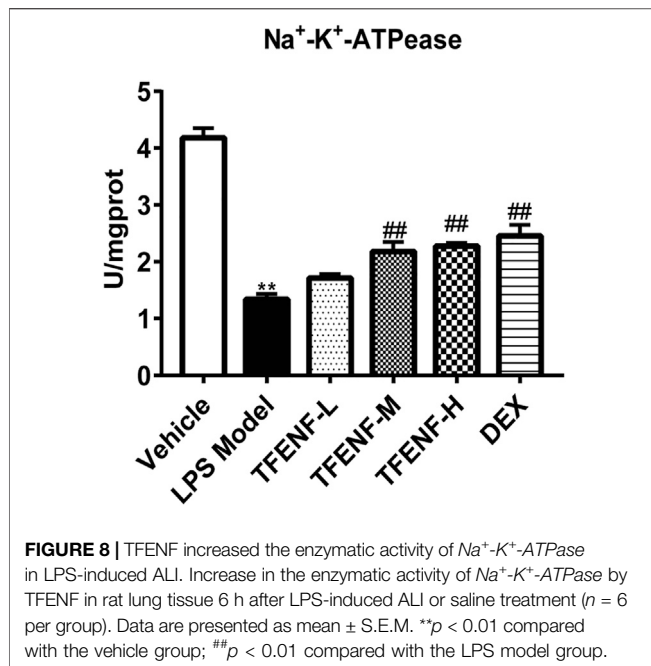 Na⁺-K⁺-ATPease
U/mgprot
5
4
3
2
1
0
**
##
##
##
Vehicle
LPS Model
TFENF-L
TFENF-M
TFENF-H
DEX
FIGURE 8 | TFENF increased the enzymatic activity of Na⁺-K⁺-ATPase
in LPS-induced ALI. Increase in the enzymatic activity of Na⁺-K⁺-ATPase by
TFENF in rat lung tissue 6 h after LPS-induced ALI or saline treatment (n = 6
per group). Data are presented as mean ± S.E.M. **p < 0.01 compared
with the vehicle group; ##p < 0.01 compared with the LPS model group.